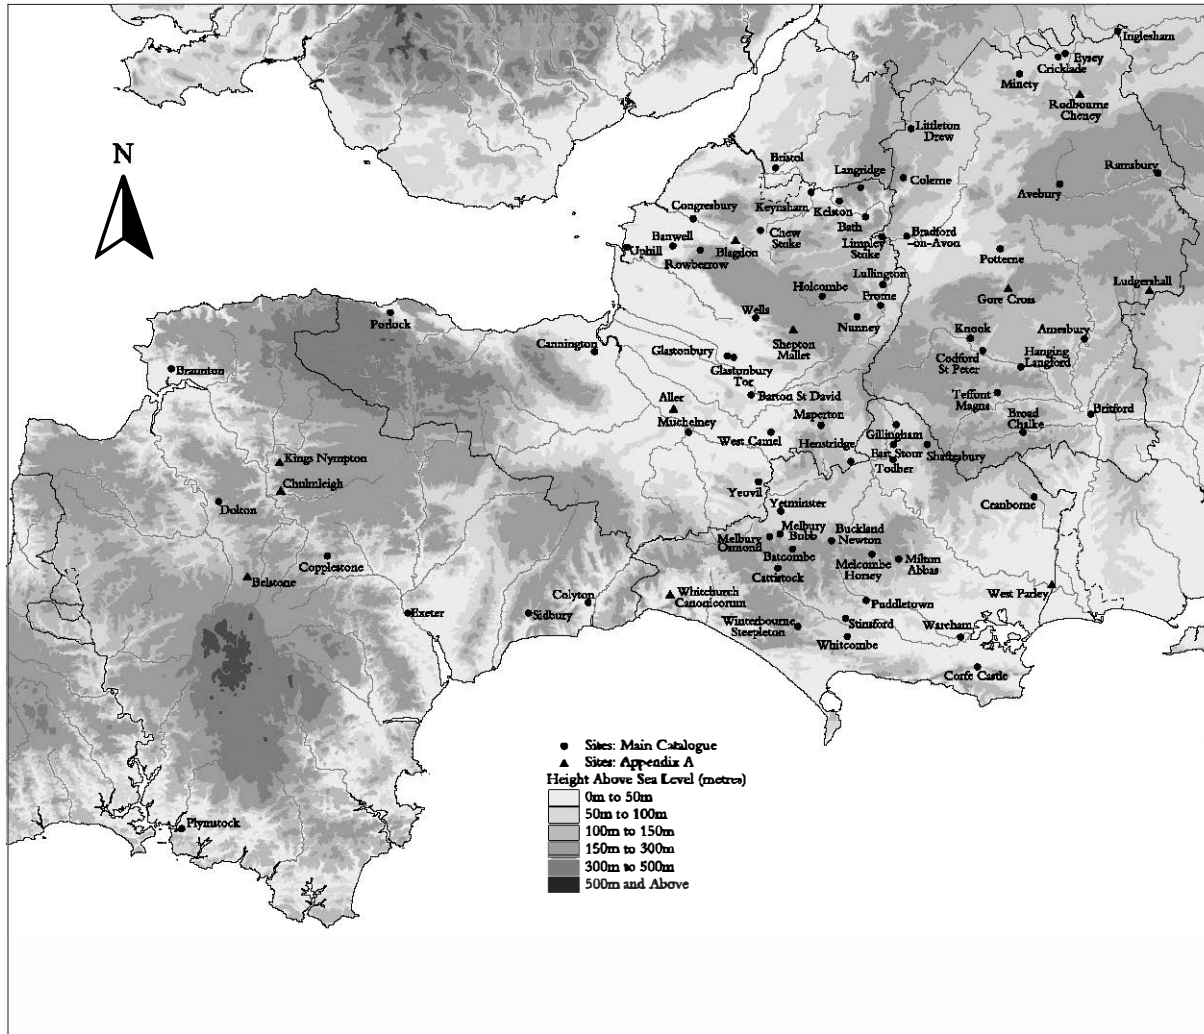 WALES
Inglesham
Eysey
Cricklade
Minety
Rodbourne
Cheney
Littleton
Drew
Ramsbury
Bristol
Langridge
Colerne
Avebury
Keynsham
Kelston
Congresbury
Bath
Chew
Stoke
Limpley
Stoke
Bradford
-on-Avon
Banwell
Uphill
Rowberrow
Blagdon
Potterne
Lullington
Ludgershall
Holcombe
Frome
Gore Cross
N
Porlock
Wells
Nunney
Knook
Amesbury
Shepton
Mallet
Cannington
Glastonbury
Codford
St Peter
Hanging
Langford
Glastonbury
Tor
Braunton
Barton St David
Teffont
Magna
Aller
Muchelney
Maperton
Broad
Chalke
Britford
West Camel
Henstridge
Gillingham
East Stour
Shaftesbury
Todber
Kings Nympton
Chulmleigh
Yeovil
Dolton
Yetminster
Cranborne
Melbury
Bubb
Buckland
Newton
Melbury
Osmond
Batcombe
Copplestone
Melcombe
Horsey
Milton
Abbas
Cattistock
Belstone
Whitchurch
Canonicorum
West Parley
Colyton
Exeter
Sidbury
Puddletown
Winterbourne
Steepleton
Stinsford
Wareham
Whitcombe
Corfe Castle
Plymstock
Sites: Main Catalogue
Sites: Appendix A
Height Above Sea Level (metres)
0m to 50m
50m to 100m
100m to 150m
150m to 300m
300m to 500m
500m and Above